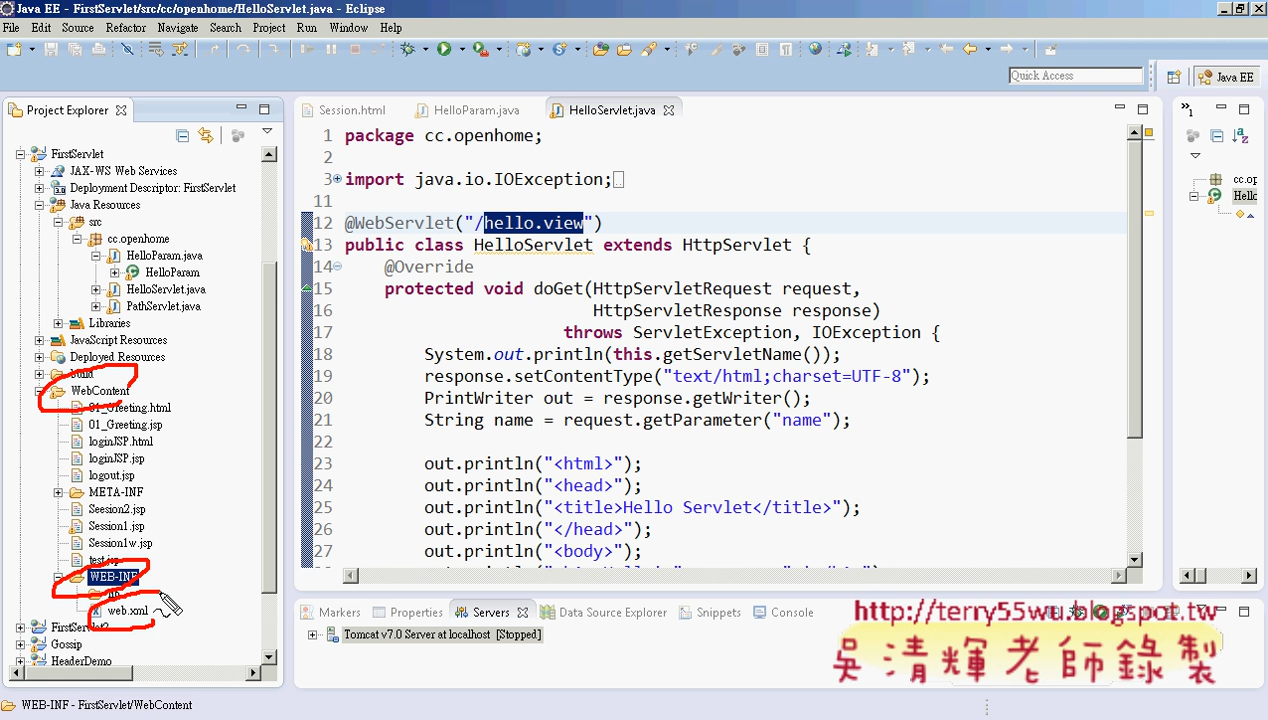 Java EE - FirstServlet/src/cc/openhome/HelloServlet.java - Eclipse
File Edit Source Refactor Navigate Search Project Run Window Help
Quick Access
Java EE
Project Explorer
Session.html
HelloParam.java
HelloServlet.java
FirstServlet
JAX-WS Web Services
Deployment Descriptor: FirstServlet
Java Resources
src
cc.openhome
HelloParam.java
HelloParam
HelloServlet.java
PathServlet.java
Libraries
JavaScript Resources
Deployed Resources
build
WebContent
01_Greeting.html
01_Greeting.jsp
loginJSP.html
loginJSP.jsp
logout.jsp
META-INF
Seesion2.jsp
Session1.jsp
Session1w.jsp
test.jsp
WEB-INF
lib
web.xml
FirstServlet2
Gossip
HeaderDemo
1 package cc.openhome;
2
3 import java.io.IOException;
11
12 @WebServlet("/hello.view")
13 public class HelloServlet extends HttpServlet {
14 @Override
15 protected void doGet(HttpServletRequest request,
16 HttpServletResponse response)
17 throws ServletException, IOException {
18 System.out.println(this.getServletName());
19 response.setContentType("text/html;charset=UTF-8");
20 PrintWriter out = response.getWriter();
21 String name = request.getParameter("name");
22
23 out.println("<html>");
24 out.println("<head>");
25 out.println("<title>Hello Servlet</title>");
26 out.println("</head>");
27 out.println("<body>");
1
cc.op
Hello
Markers
Properties
Servers
Data Source Explorer
Snippets
Console
Tomcat v7.0 Server at localhost [Stopped]
http://terry55wu.blogspot.tw
吳清輝老師錄製
WEB-INF - FirstServlet/WebContent